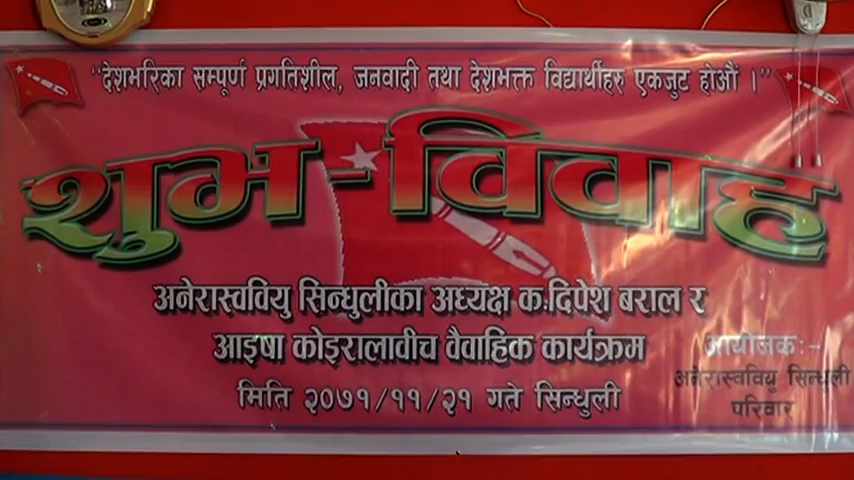 "देशभरिका सम्पूर्ण प्रगतिशील, जनवादी तथा देशभक्त विद्यार्थीहरु एकजुट होऔं ।"
शुभ-विवाह
अनेरास्ववियु सिन्धुलीका अध्यक्ष क.दिपेश बराल र
आइषा कोइरालावीच वैवाहिक कार्यक्रम
मिति २०७१/११/२१ गते सिन्धुली
आयोजक:-
अनेरास्ववियु सिन्धुली
परिवार